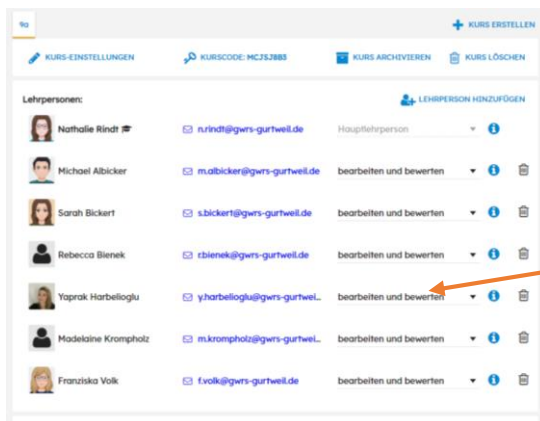 9a
KURS ERSTELLEN
KURS-EINSTELLUNGEN KURSCODE: MCJSJBB3 KURS ARCHIVIEREN KURS LÖSCHEN
Lehrpersonen: LEHRPERSON HINZUFÜGEN
Nathalie Rindt n.rindt@gwrs-gurtweil.de Hauptlehrperson
Michael Albicker m.albicker@gwrs-gurtweil.de bearbeiten und bewerten
Sarah Bickert s.bickert@gwrs-gurtweil.de bearbeiten und bewerten
Rebecca Bienek r.bienek@gwrs-gurtweil.de bearbeiten und bewerten
Yaprak Harbelioglu y.harbelioglu@gwrs-gurtwei... bearbeiten und bewerten
Madelaine Krompholz m.krompholz@gwrs-gurtwei... bearbeiten und bewerten
Franziska Volk f.volk@gwrs-gurtweil.de bearbeiten und bewerten